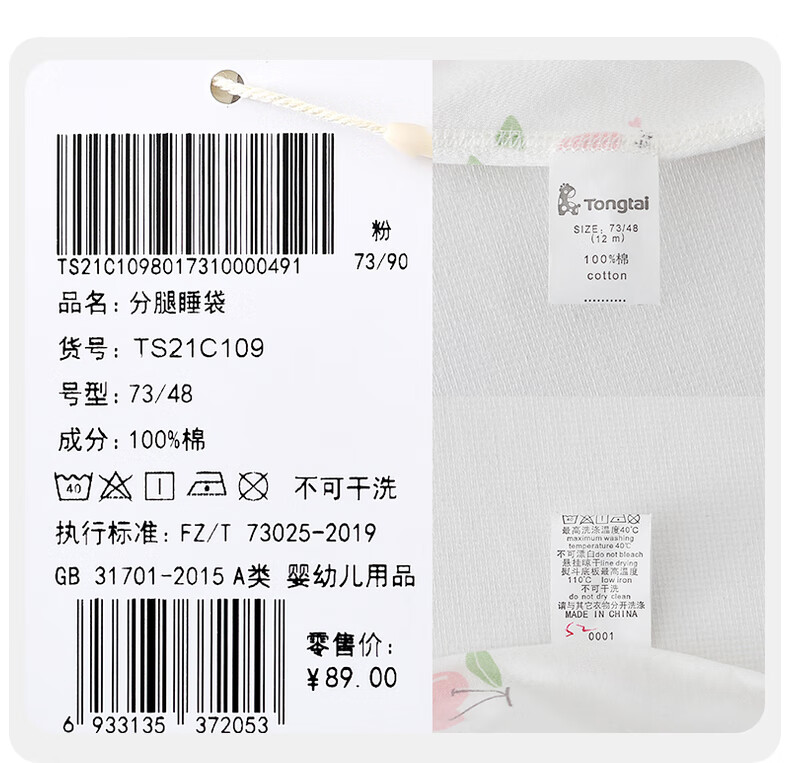 TS21C1098017310000491
粉
73/90
品名: 分腿睡袋
货号: TS21C109
号型: 73/48
成分: 100%棉
40 不可干洗
执行标准: FZ/T 73025-2019
GB 31701-2015 A类 婴幼儿用品
零售价:
¥89.00
6 933135 372053
Tongtai
SIZE: 73/48
(12 m)
100%棉
cotton
最高洗涤温度40℃
maximum washing
temperature 40℃
不可漂白do not bleach
悬挂晾干line drying
熨斗底板最高温度
110℃ low iron
不可干洗
do not dry clean
请与其它衣物分开洗涤
MADE IN CHINA
52
0001